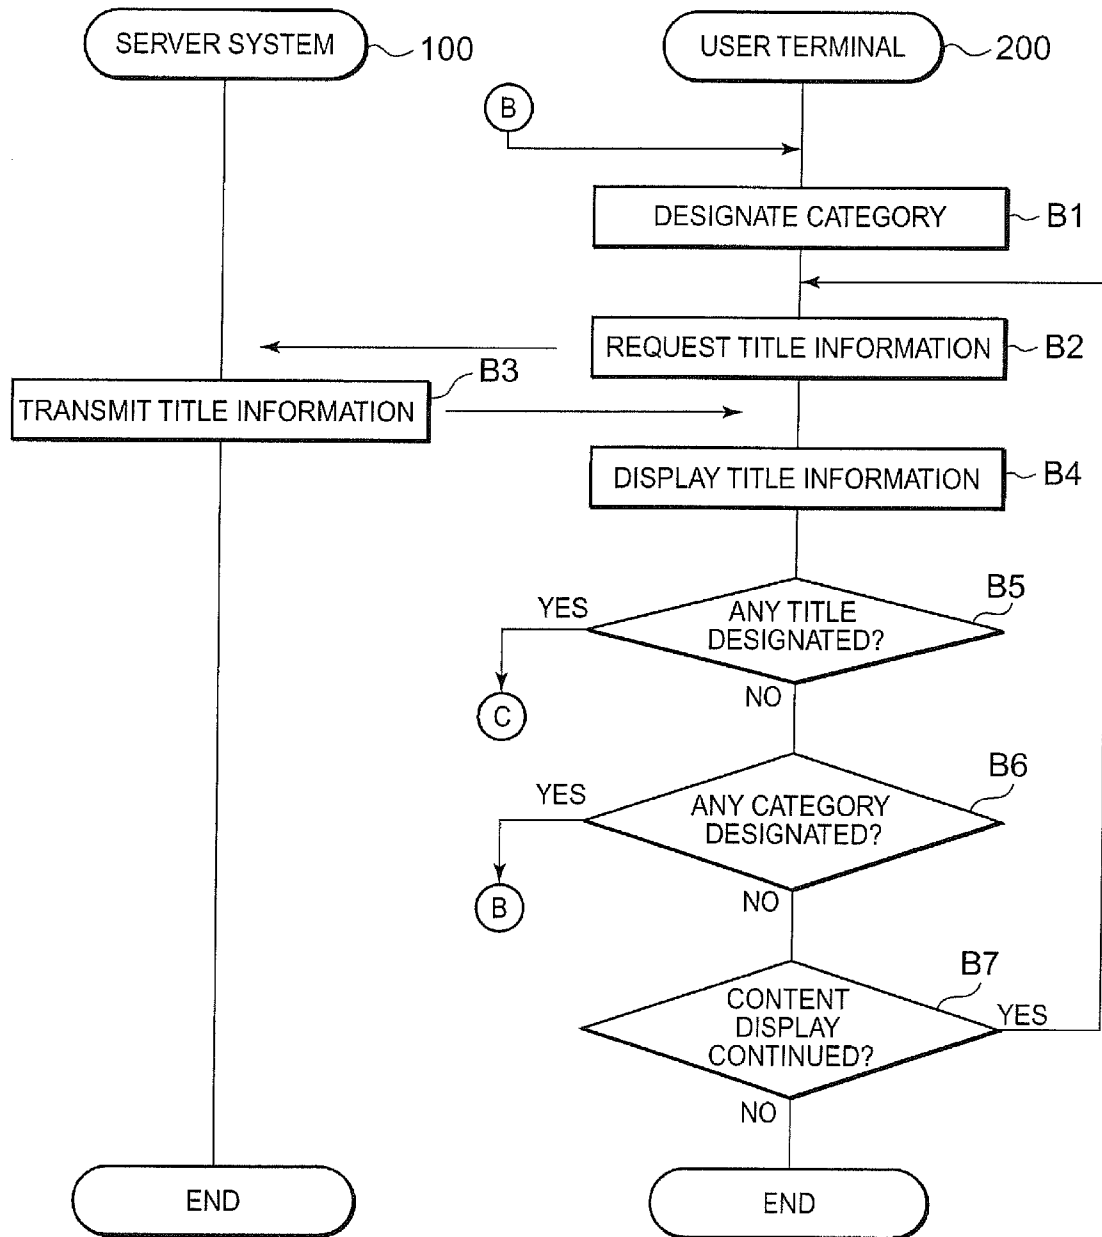 SERVER SYSTEM
100
USER TERMINAL
200
B
DESIGNATE CATEGORY
B1
REQUEST TITLE INFORMATION
B2
B3
TRANSMIT TITLE INFORMATION
DISPLAY TITLE INFORMATION
B4
B5
YES
ANY TITLE
DESIGNATED?
NO
C
B6
YES
ANY CATEGORY
DESIGNATED?
NO
B
B7
CONTENT
DISPLAY
CONTINUED?
YES
NO
END
END